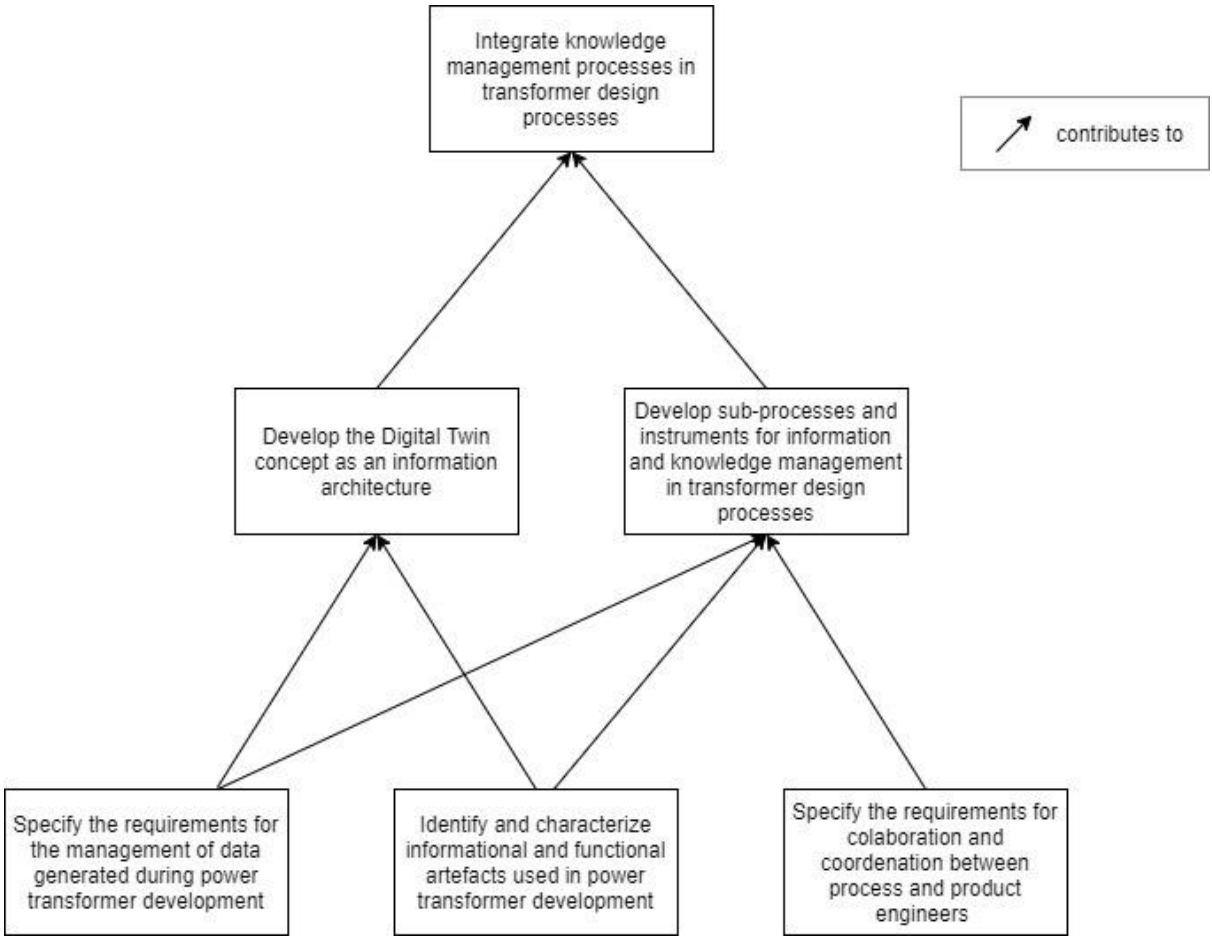 Integrate knowledge
management processes in
transformer design
processes
contributes to
Develop the Digital Twin
concept as an information
architecture
Develop sub-processes and
instruments for information
and knowledge management
in transformer design
processes
Specify the requirements for
the management of data
generated during power
transformer development
Identify and characterize
informational and functional
artefacts used in power
transformer development
Specify the requirements for
colaboration and
coordenation between
process and product
engineers